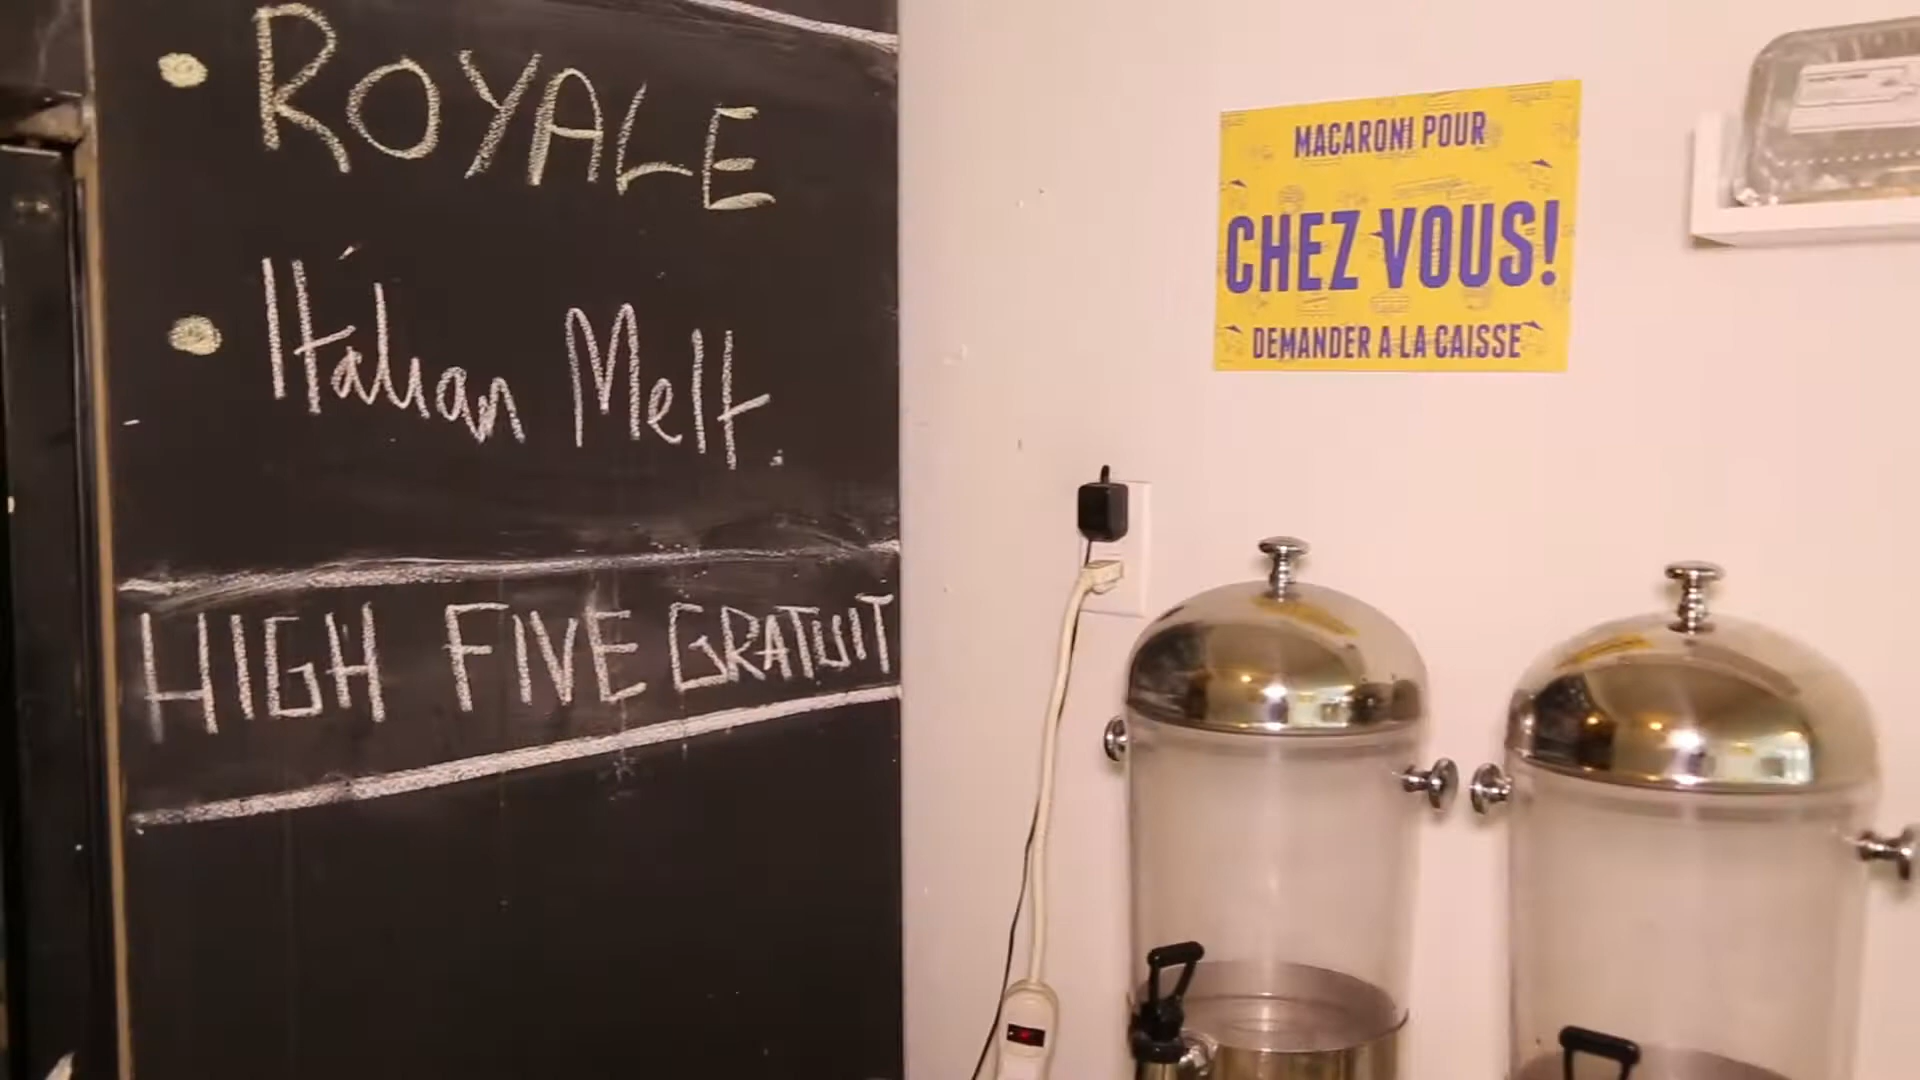 ROYALE
Italian Melt.
HIGH FIVE GRATUIT
MACARONI POUR
CHEZ VOUS!
DEMANDER A LA CAISSE